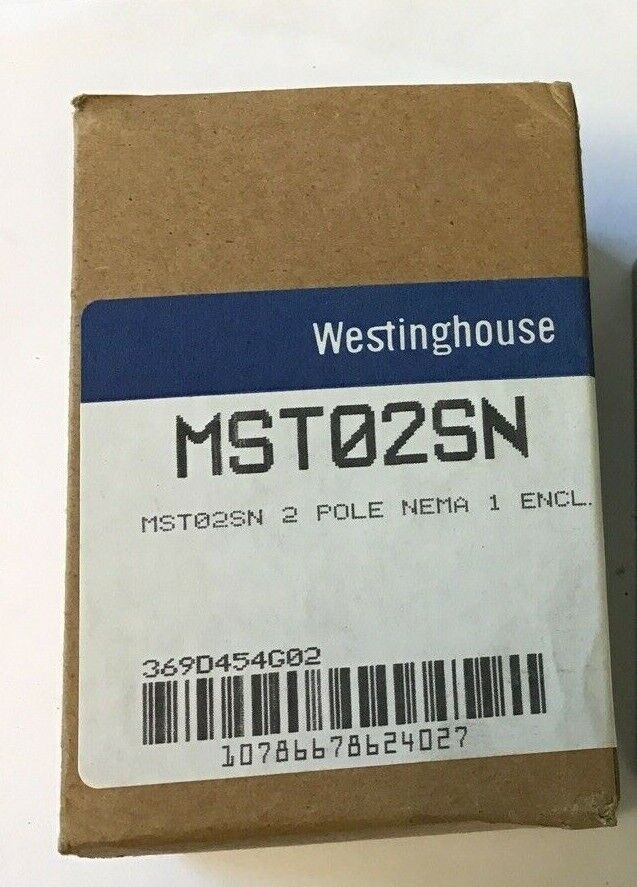 Westinghouse
MST02SN
MST02SN 2 POLE NEMA 1 ENCL.
369D454G02
10786678624027